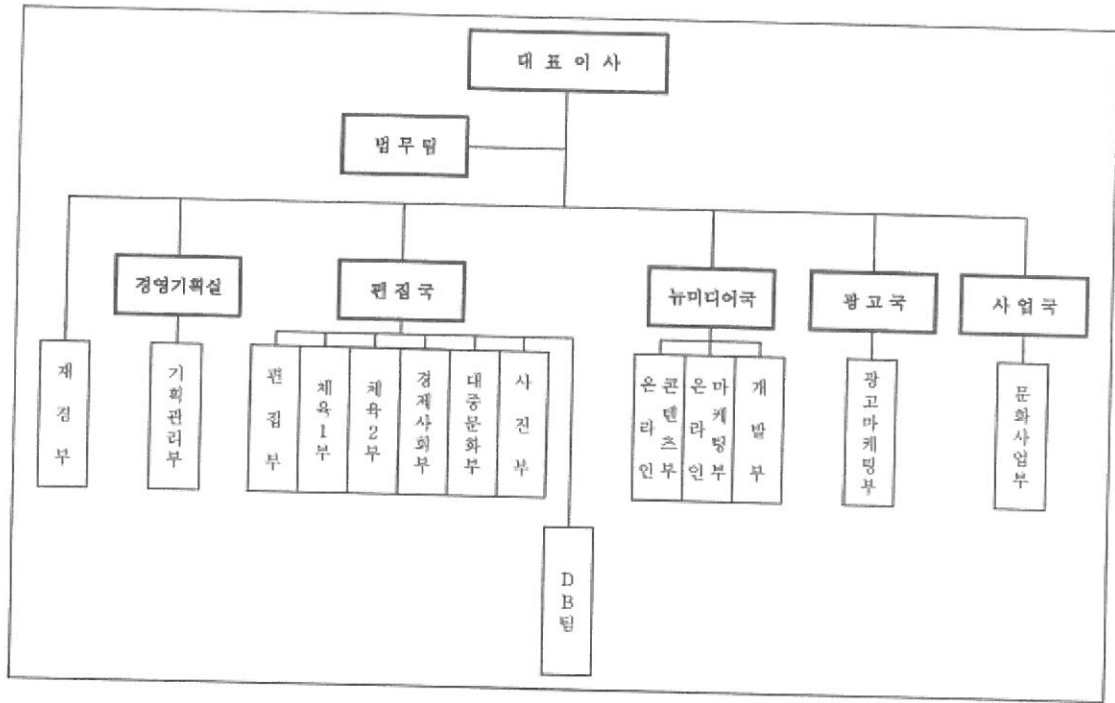 대표이사
법무팀
경영기획실
편집국
뉴미디어국
광고국
사업국
재정부
기획관리부
편집부
체육1부
체육2부
경제사회부
대중문화부
사진부
온라인
콘텐츠부
온라인
마케팅부
개발부
광고마케팅부
문화사업부
DB팀